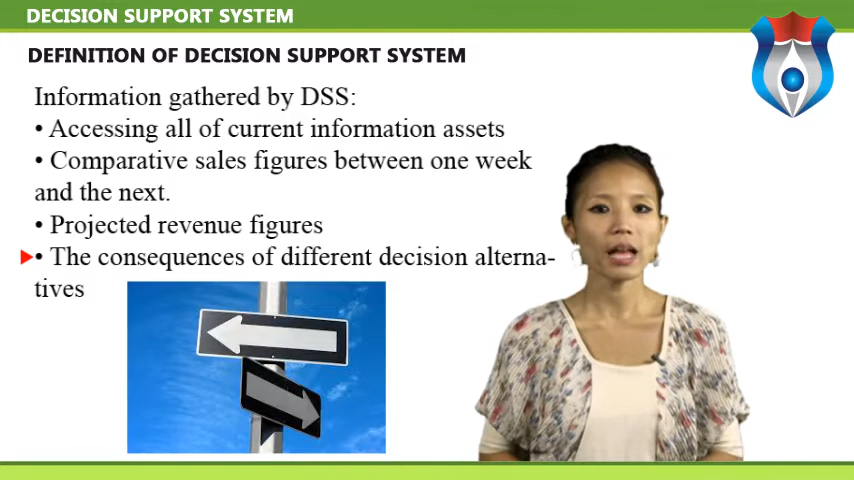 DECISION SUPPORT SYSTEM
DEFINITION OF DECISION SUPPORT SYSTEM
Information gathered by DSS:
• Accessing all of current information assets
• Comparative sales figures between one week
and the next.
• Projected revenue figures
• The consequences of different decision alterna-
tives